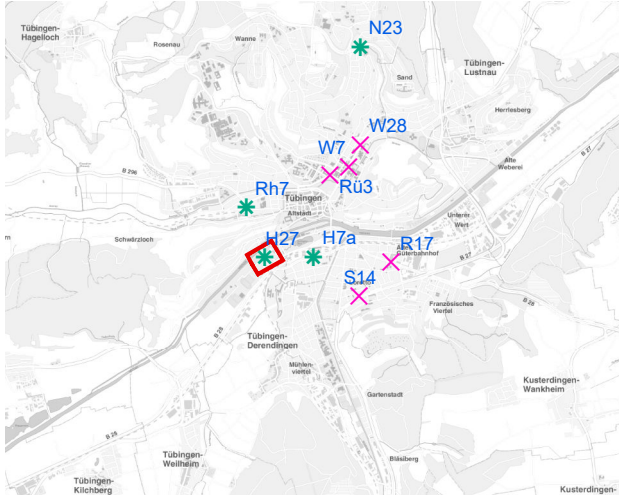 Tübingen-
Hagelloch
Rosenau
Wanne
N23
Sand
Tübingen-
Lustnau
Herrlesberg
W28
W7
B 296
Alte
Weberei
B 27
Rh7
Tübingen
Rü3
Altstadt
Unterer
Wert
Schwärzloch
H27
H7a
R17
Güterbahnhof
B 27
S14
Französisches
Viertel
B 28
Tübingen-
Derendingen
Mühlen-
viertel
Gartenstadt
Kusterdingen-
Wankheim
B 28
Tübingen-
Weilheim
Bläsiberg
Tübingen-
Kilchberg
Kusterdingen-